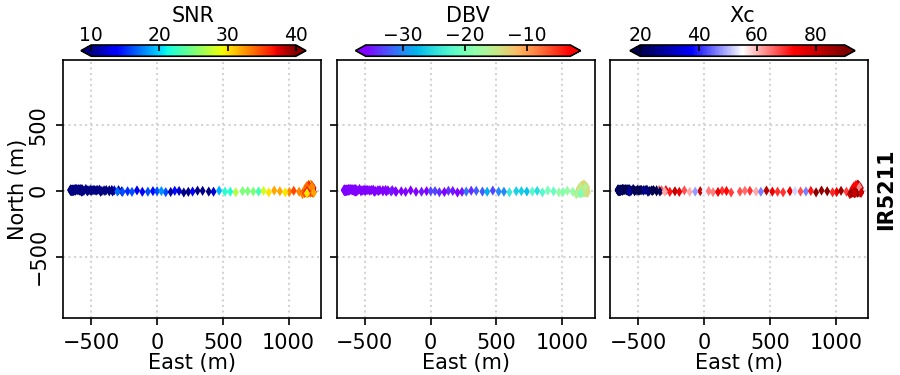 SNR DBV Xc
10 20 30 40 −30 −20 −10 20 40 60 80
North (m)
500
0
−500
−500 0 500 1000 −500 0 500 1000 −500 0 500 1000
East (m) East (m) East (m)
IR5211